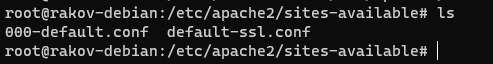 root@rakov-debian:/etc/apache2/sites-available# ls
000-default.conf  default-ssl.conf
root@rakov-debian:/etc/apache2/sites-available#